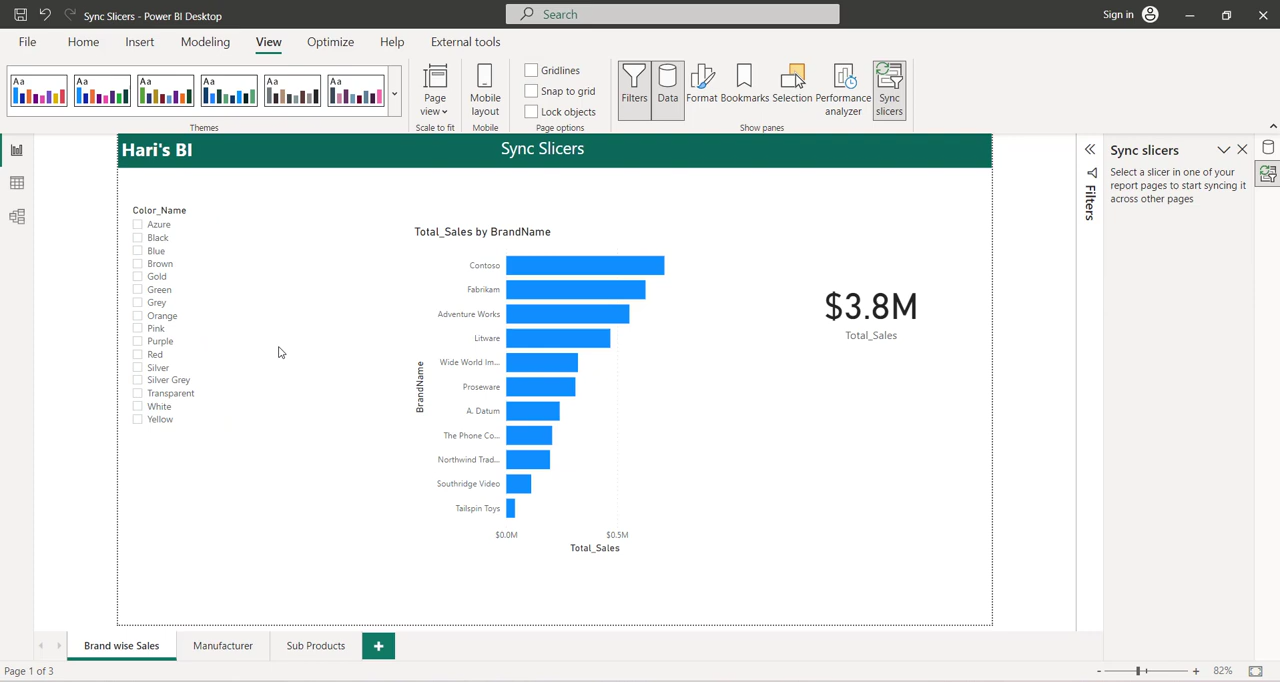 Sync Slicers - Power BI Desktop
Search
Sign in
File
Home
Insert
Modeling
View
Optimize
Help
External tools
Aa
Aa
Aa
Aa
Aa
Aa
Themes
Page
view
Scale to fit
Mobile
layout
Mobile
Gridlines
Snap to grid
Lock objects
Page options
Filters
Data
Format
Bookmarks
Selection
Performance
analyzer
Sync
slicers
Show panes
Hari's BI
Sync Slicers
Color_Name
Azure
Black
Blue
Brown
Gold
Green
Grey
Orange
Pink
Purple
Red
Silver
Silver Grey
Transparent
White
Yellow
Total_Sales by BrandName
BrandName
Contoso
Fabrikam
Adventure Works
Litware
Wide World Im...
Proseware
A. Datum
The Phone Co...
Northwind Trad...
Southridge Video
Tailspin Toys
$0.0M
$0.5M
Total_Sales
$3.8M
Total_Sales
Filters
Sync slicers
Select a slicer in one of your
report pages to start syncing it
across other pages
Brand wise Sales
Manufacturer
Sub Products
+
Page 1 of 3
- + 82%